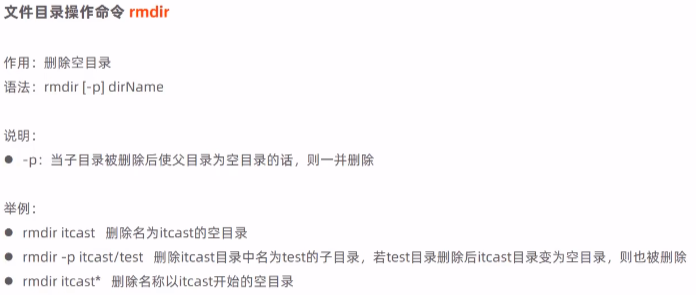 文件目录操作命令 rmdir
作用：删除空目录
语法：rmdir [-p] dirName
说明：
● -p：当子目录被删除后使父目录为空目录的话，则一并删除
举例：
● rmdir itcast 删除名为itcast的空目录
● rmdir -p itcast/test 删除itcast目录中名为test的子目录，若test目录删除后itcast目录变为空目录，则也被删除
● rmdir itcast* 删除名称以itcast开始的空目录